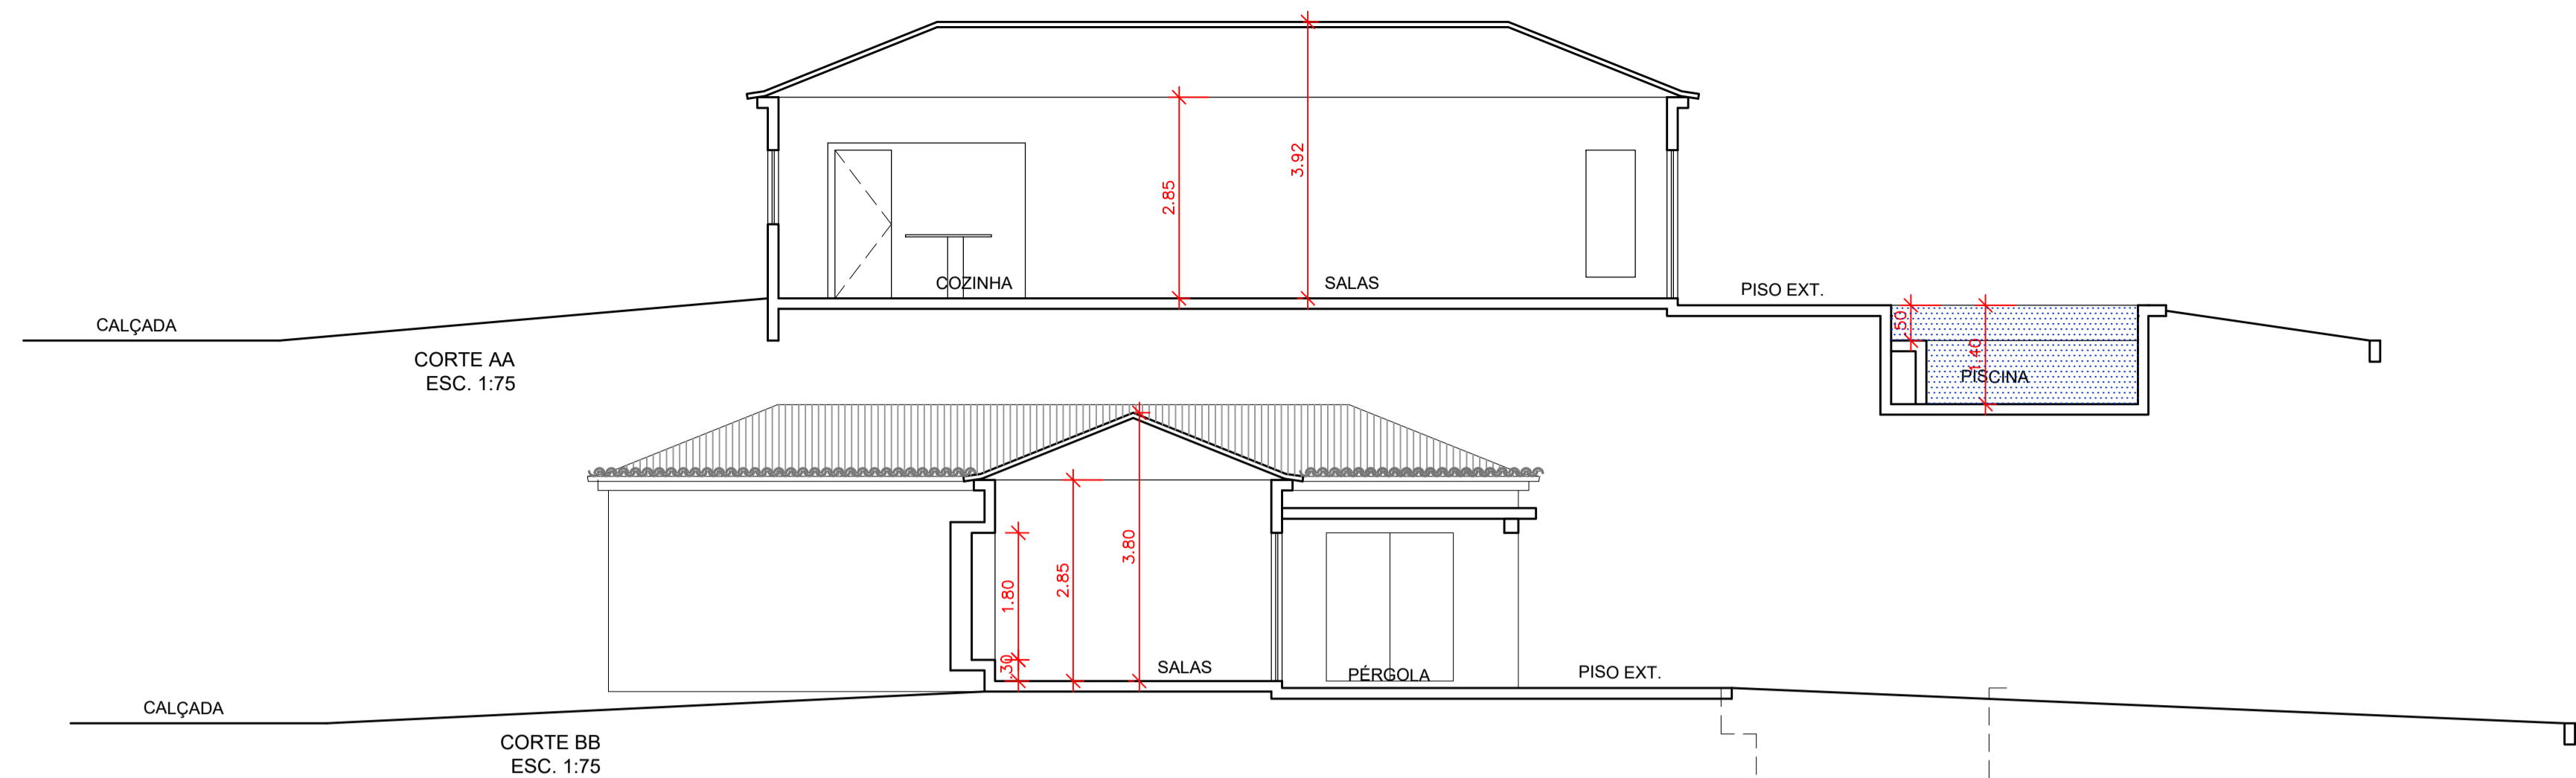 3.92
2.85
COZINHA
SALAS
PISO EXT.
CALÇADA
.50
1.40
PISCINA
CORTE AA
ESC. 1:75
3.80
2.85
1.80
.30
SALAS
PÉRGOLA
PISO EXT.
CALÇADA
CORTE BB
ESC. 1:75